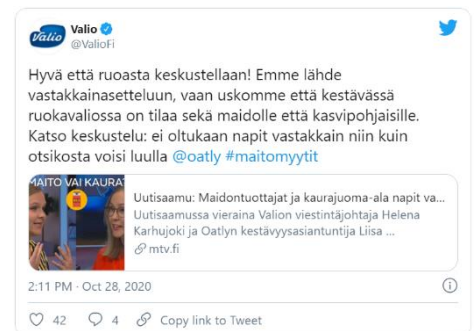 Valio
Valio
@ValioFi
Hyvä että ruoasta keskustellaan! Emme lähde
vastakkainasetteluun, vaan uskomme että kestävässä
ruokavaliossa on tilaa sekä maidolle että kasvipohjaisille.
Katso keskustelu: ei oltukaan napit vastakkain niin kuin
otsikosta voisi luulla @oatly #maitomyytit
MAITO VAI KAURA?
Uutisaamu: Maidontuottajat ja kaurajuoma-ala napit va...
Uutisaamussa vieraina Valion viestintäjohtaja Helena
Karhujoki ja Oatlyn kestävyysasiantuntija Liisa ...
mtv.fi
2:11 PM · Oct 28, 2020
42 4 Copy link to Tweet